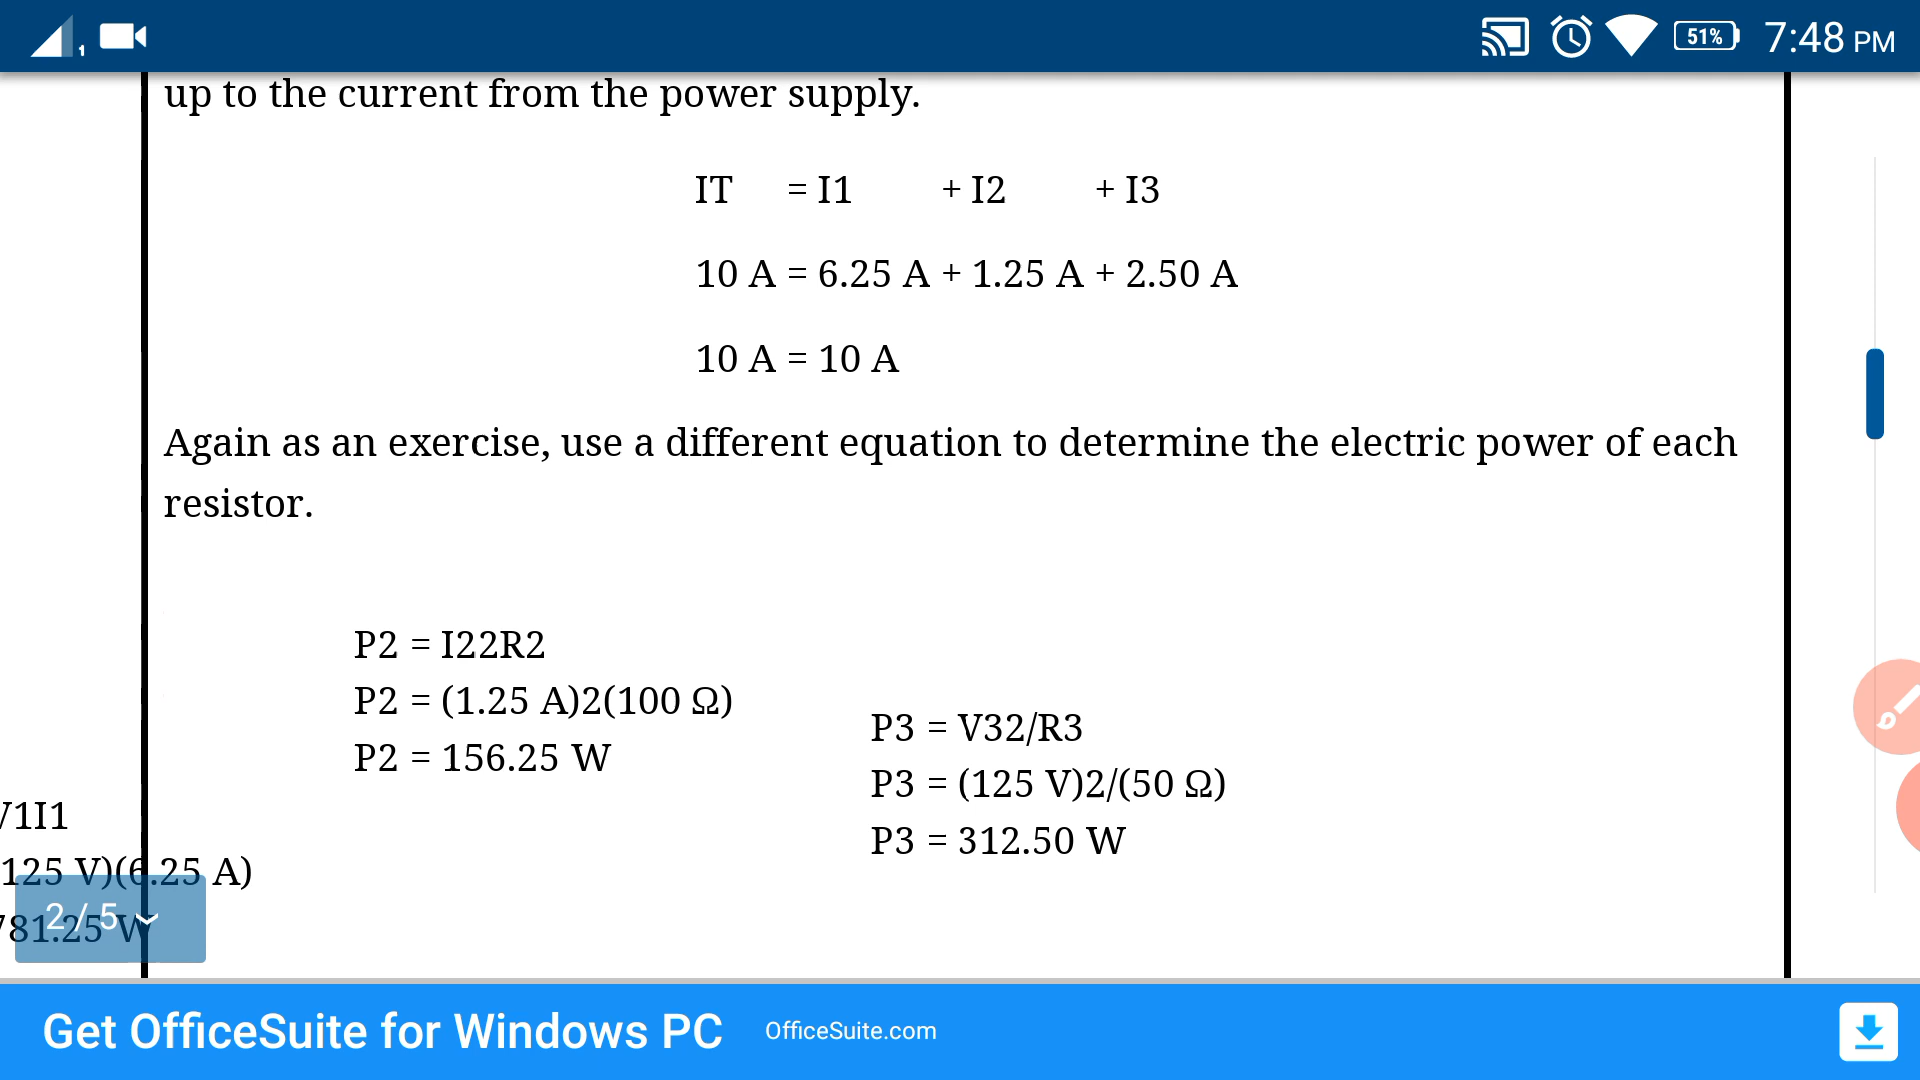 1
51%
7:48 PM
up to the current from the power supply.
IT = I1 + I2 + I3
10 A = 6.25 A + 1.25 A + 2.50 A
10 A = 10 A
Again as an exercise, use a different equation to determine the electric power of each
resistor.
P2 = I22R2
P2 = (1.25 A)2(100 Ω)
P2 = 156.25 W
P3 = V32/R3
P3 = (125 V)2/(50 Ω)
P3 = 312.50 W
V1I1
125 V)(6.25 A)
781.25 W
2 / 5
Get OfficeSuite for Windows PC
OfficeSuite.com